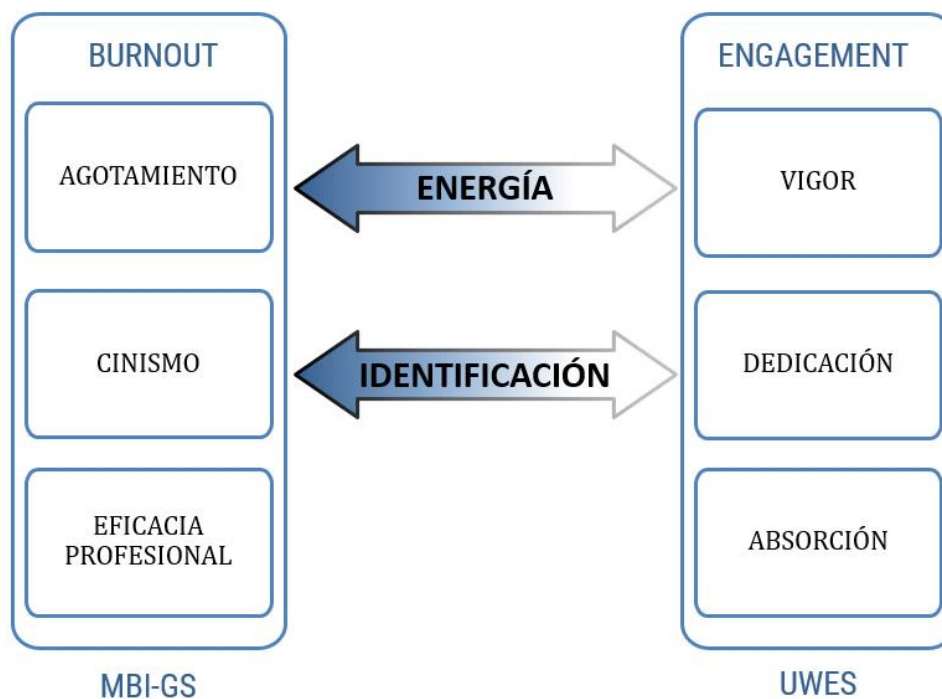 BURNOUT
AGOTAMIENTO
CINISMO
EFICACIA
PROFESIONAL
MBI-GS
ENERGÍA
IDENTIFICACIÓN
ENGAGEMENT
VIGOR
DEDICACIÓN
ABSORCIÓN
UWES